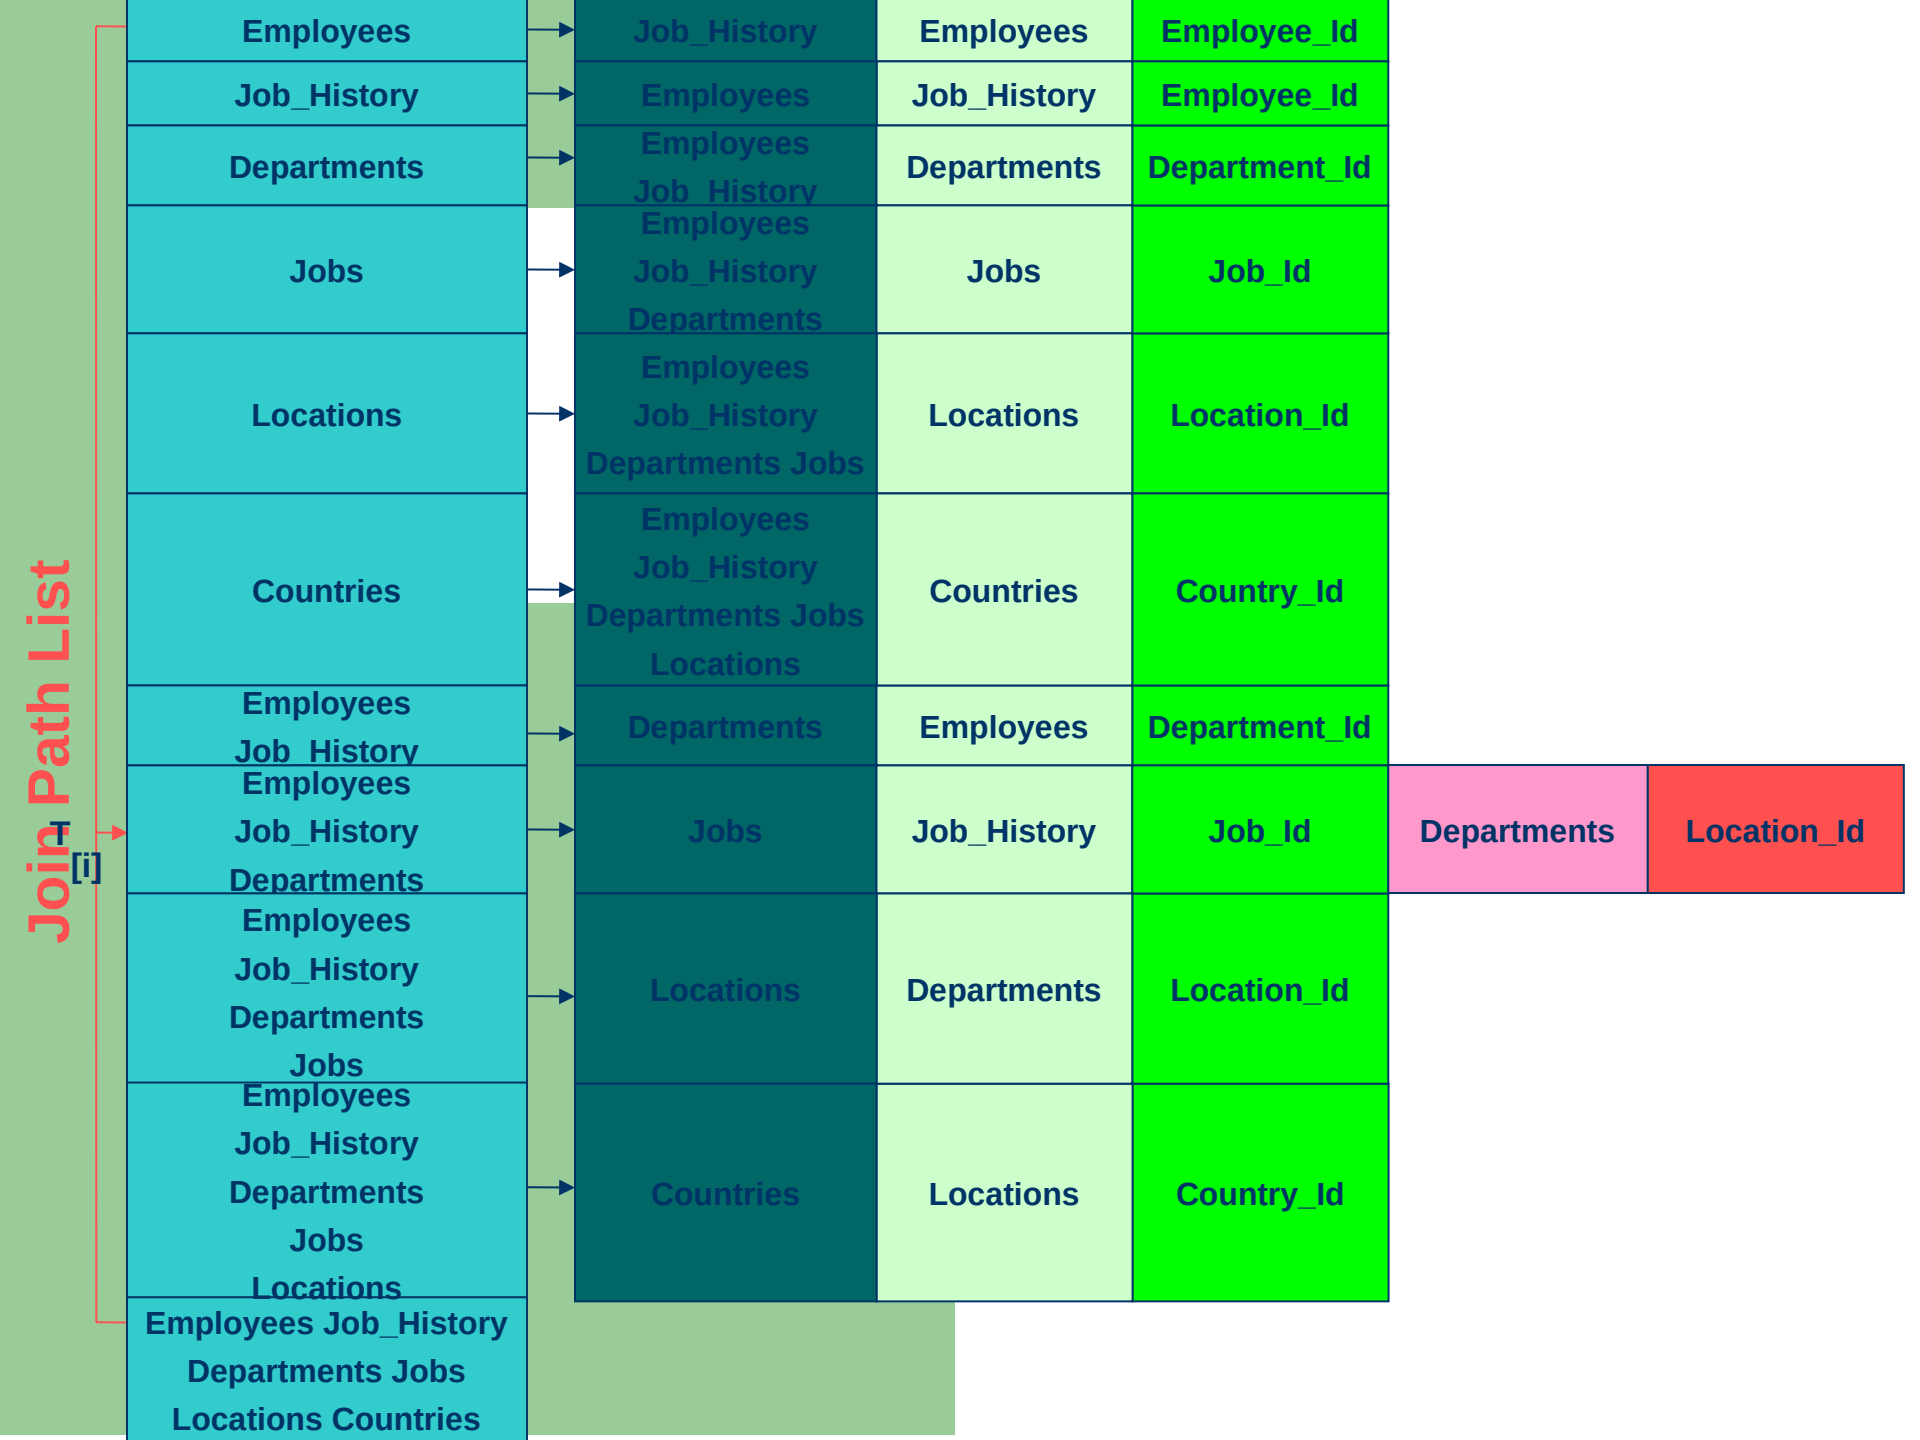 Join Path List
T
[i]
Employees
Job_History
Employees
Employee_Id
Job_History
Employees
Job_History
Employee_Id
Departments
Employees
Job_History
Departments
Department_Id
Jobs
Employees
Job_History
Departments
Jobs
Job_Id
Locations
Employees
Job_History
Departments Jobs
Locations
Location_Id
Countries
Employees
Job_History
Departments Jobs
Locations
Countries
Country_Id
Employees
Job_History
Departments
Employees
Department_Id
Employees
Job_History
Departments
Jobs
Job_History
Job_Id
Departments
Location_Id
Employees
Job_History
Departments
Jobs
Locations
Departments
Location_Id
Employees
Job_History
Departments
Jobs
Locations
Countries
Locations
Country_Id
Employees Job_History
Departments Jobs
Locations Countries